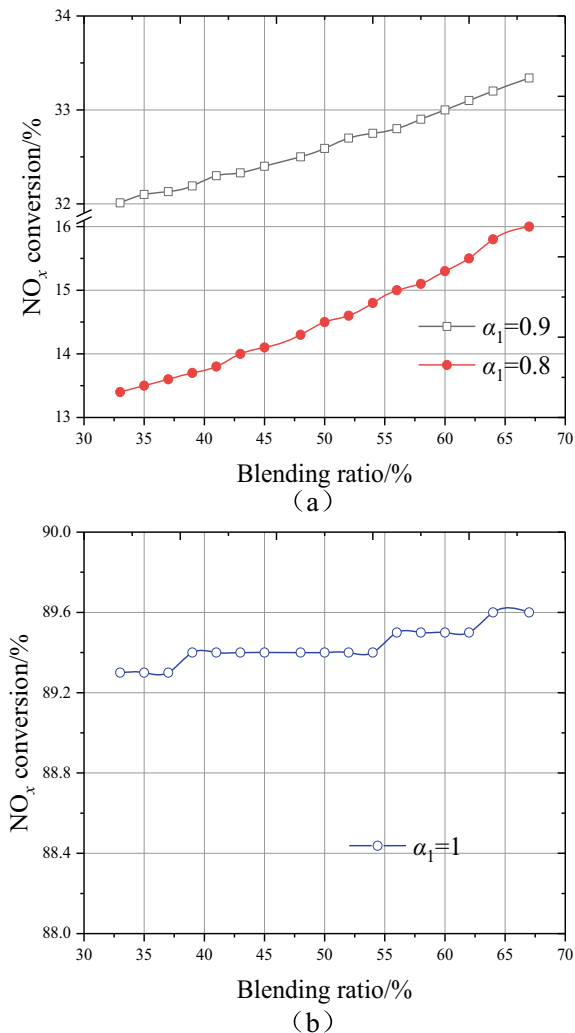 34
33
32
16
15
14
13
NOx conversion/%
α1=0.9
α1=0.8
30 35 40 45 50 55 60 65 70
Blending ratio/%
（a）
90.0
89.6
89.2
88.8
88.4
88.0
NOx conversion/%
α1=1
30 35 40 45 50 55 60 65 70
Blending ratio/%
（b）